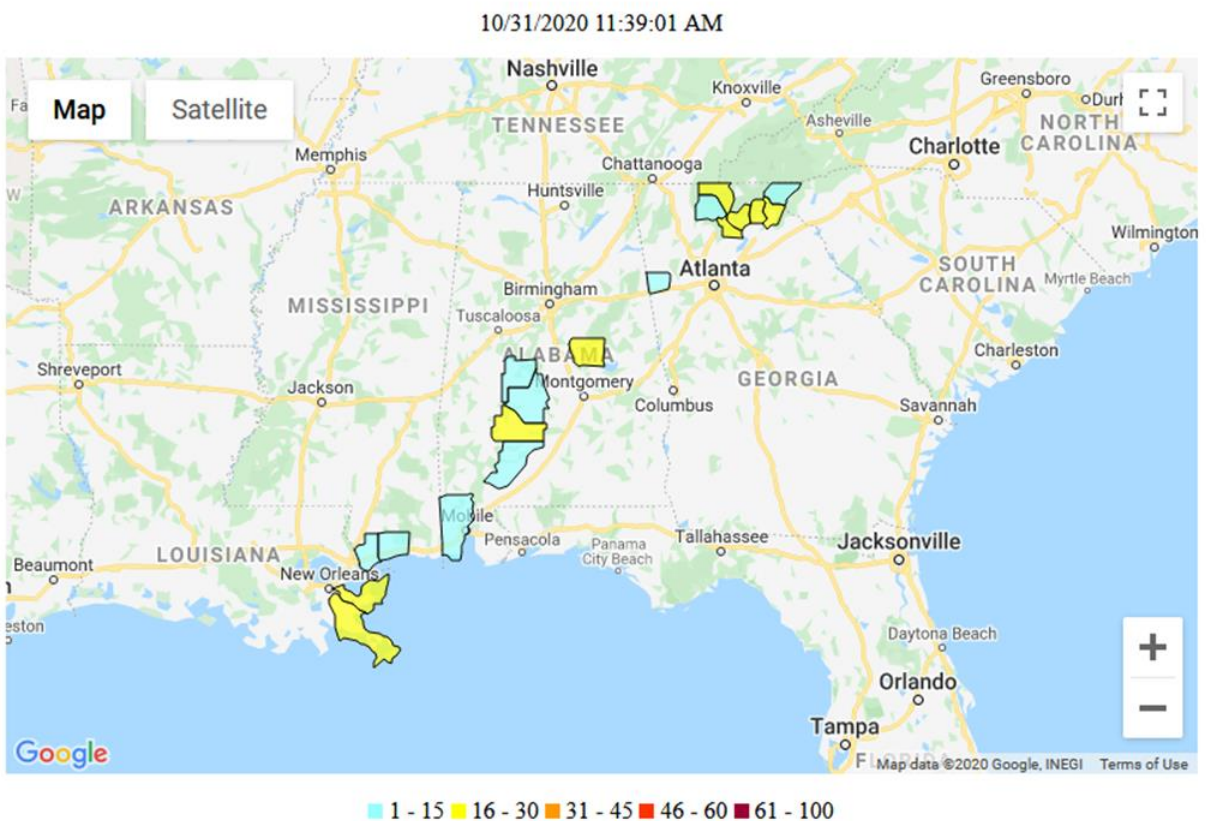 10/31/2020 11:39:01 AM
Map Satellite
Nashville
Knoxville
Greensboro
TENNESSEE
Asheville
NORTH
CAROLINA
Charlotte
Memphis
Chattanooga
Huntsville
ARKANSAS
Wilmington
Atlanta
SOUTH
CAROLINA
Myrtle Beach
Birmingham
MISSISSIPPI
Tuscaloosa
ALABAMA
Charleston
Shreveport
Jackson
Montgomery
GEORGIA
Columbus
Savannah
Mobile
LOUISIANA
Pensacola
Panama
City Beach
Tallahassee
Jacksonville
Beaumont
New Orleans
Daytona Beach
Orlando
Tampa
Google
Map data ©2020 Google, INEGI Terms of Use
1 - 15 16 - 30 31 - 45 46 - 60 61 - 100